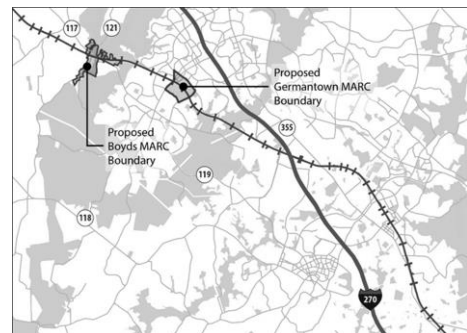 117
121
Proposed
Germantown MARC
Boundary
Proposed
Boyds MARC
Boundary
355
119
118
270